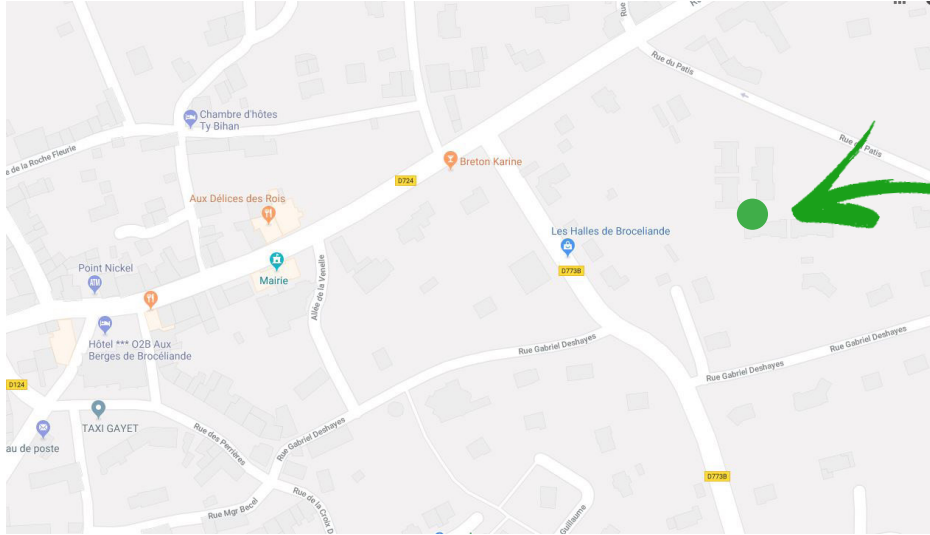 Rue du Patis
Chambre d'hôtes
Ty Bihan
Rue du Patis
e de la Roche Fleurie
Breton Karine
D724
Aux Délices des Rois
Les Halles de Broceliande
D773B
Mairie
Point Nickel
Allée de la Venelle
Hôtel *** O2B Aux
Berges de Brocéliande
Rue Gabriel Deshayes
Rue Gabriel Deshayes
Rue Gabriel Deshayes
D124
TAXI GAYET
au de poste
Rue des Perrières
Rue Gabriel Deshayes
D773B
Rue Mgr Becel
Rue de la Croix D
Guillaume